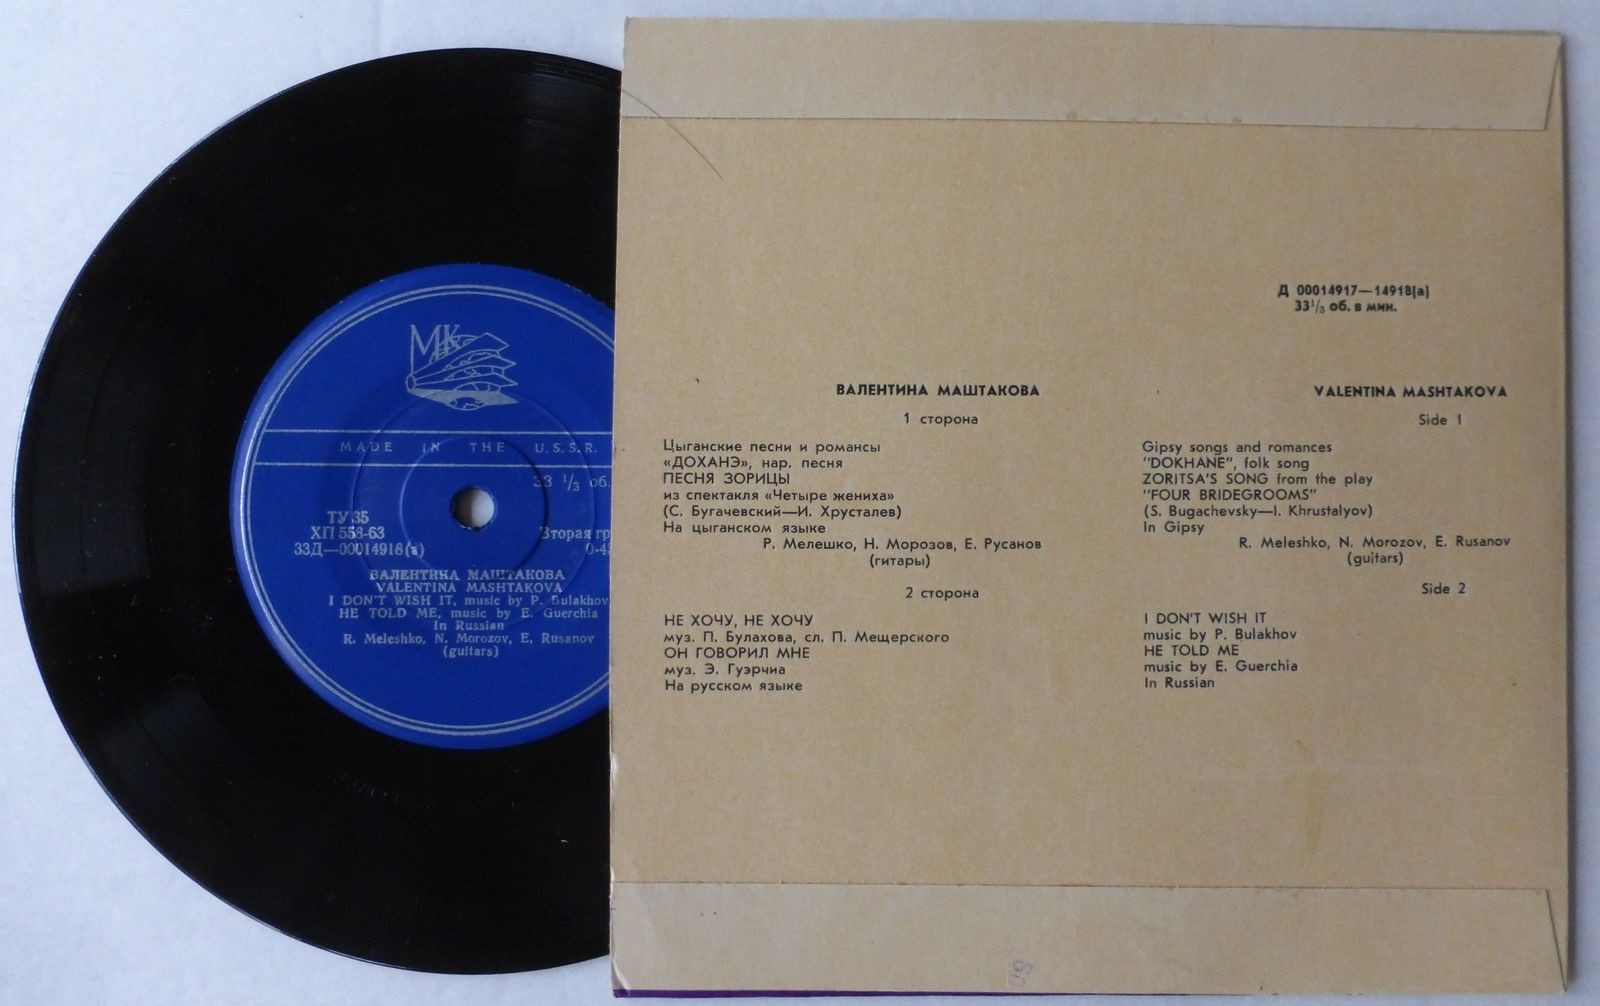 МК
MADE IN THE U.S.S.R.
33 1/3 об.
ТУ 35
ХП 558-63
Вторая гр
33Д—00014918(а)
ВАЛЕНТИНА МАШТАКОВА
VALENTINA MASHTAKOVA
I DON'T WISH IT, music by P. Bulakhov
HE TOLD ME, music by E. Guerchia
In Russian
R. Meleshko, N. Morozov, E. Rusanov
(guitars)
Д 00014917—14918(а)
33 1/3 об. в мин.
ВАЛЕНТИНА МАШТАКОВА
1 сторона
Цыганские песни и романсы
«ДОХАНЭ», нар. песня
ПЕСНЯ ЗОРИЦЫ
из спектакля «Четыре жениха»
(С. Бугачевский—И. Хрусталев)
На цыганском языке
Р. Мелешко, Н. Морозов, Е. Русанов
(гитары)
2 сторона
НЕ ХОЧУ, НЕ ХОЧУ
муз. П. Булахова, сл. П. Мещерского
ОН ГОВОРИЛ МНЕ
муз. Э. Гуэрчиа
На русском языке
VALENTINA MASHTAKOVA
Side 1
Gipsy songs and romances
"DOKHANE", folk song
ZORITSA'S SONG from the play
"FOUR BRIDEGROOMS"
(S. Bugachevsky—I. Khrustalyov)
In Gipsy
R. Meleshko, N. Morozov, E. Rusanov
(guitars)
Side 2
I DON'T WISH IT
music by P. Bulakhov
HE TOLD ME
music by E. Guerchia
In Russian